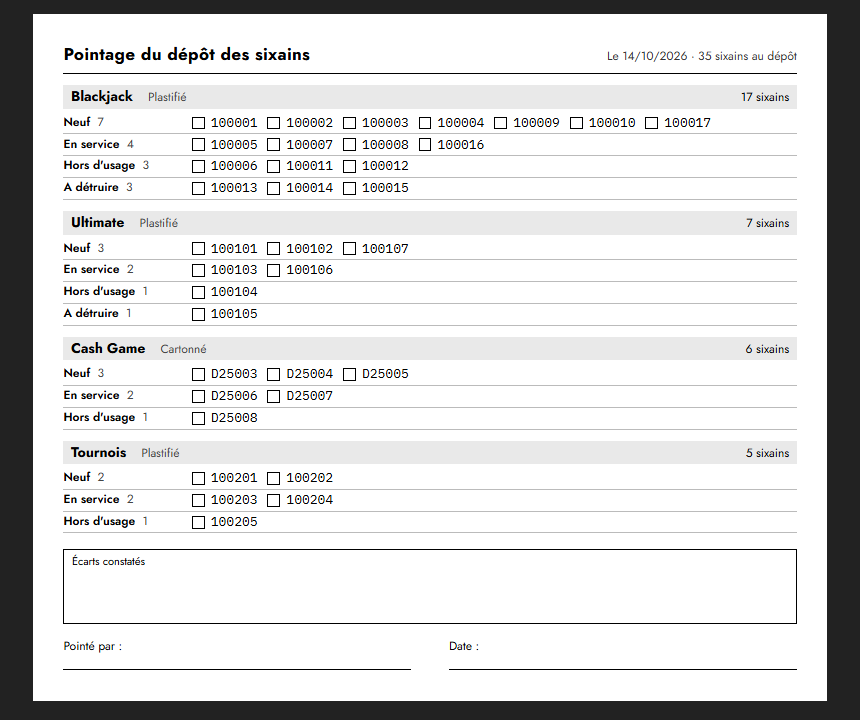 Pointage du dépôt des sixains Le 14/10/2026 · 35 sixains au dépôt
Blackjack Plastifié 17 sixains
Neuf 7 100001 100002 100003 100004 100009 100010 100017
En service 4 100005 100007 100008 100016
Hors d'usage 3 100006 100011 100012
A détruire 3 100013 100014 100015
Ultimate Plastifié 7 sixains
Neuf 3 100101 100102 100107
En service 2 100103 100106
Hors d'usage 1 100104
A détruire 1 100105
Cash Game Cartonné 6 sixains
Neuf 3 D25003 D25004 D25005
En service 2 D25006 D25007
Hors d'usage 1 D25008
Tournois Plastifié 5 sixains
Neuf 2 100201 100202
En service 2 100203 100204
Hors d'usage 1 100205
Écarts constatés
Pointé par : Date :